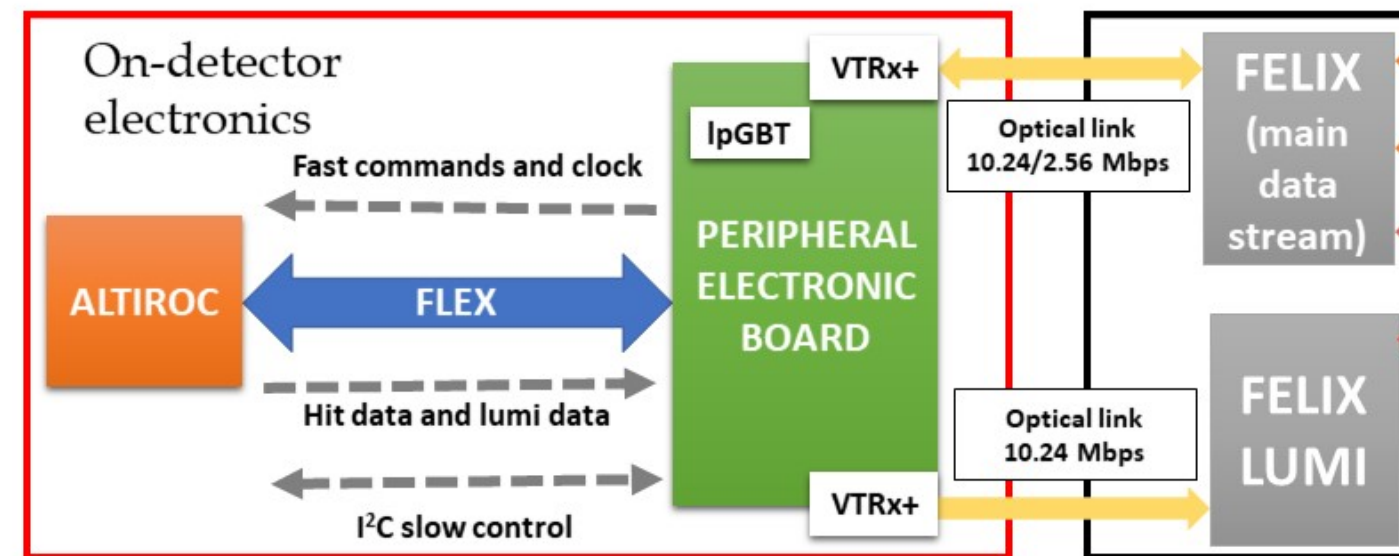 On-detector
electronics
Fast commands and clock
ALTIROC
FLEX
Hit data and lumi data
I²C slow control
VTRx+
lpGBT
PERIPHERAL
ELECTRONIC
BOARD
VTRx+
Optical link
10.24/2.56 Mbps
Optical link
10.24 Mbps
FELIX
(main
data
stream)
FELIX
LUMI